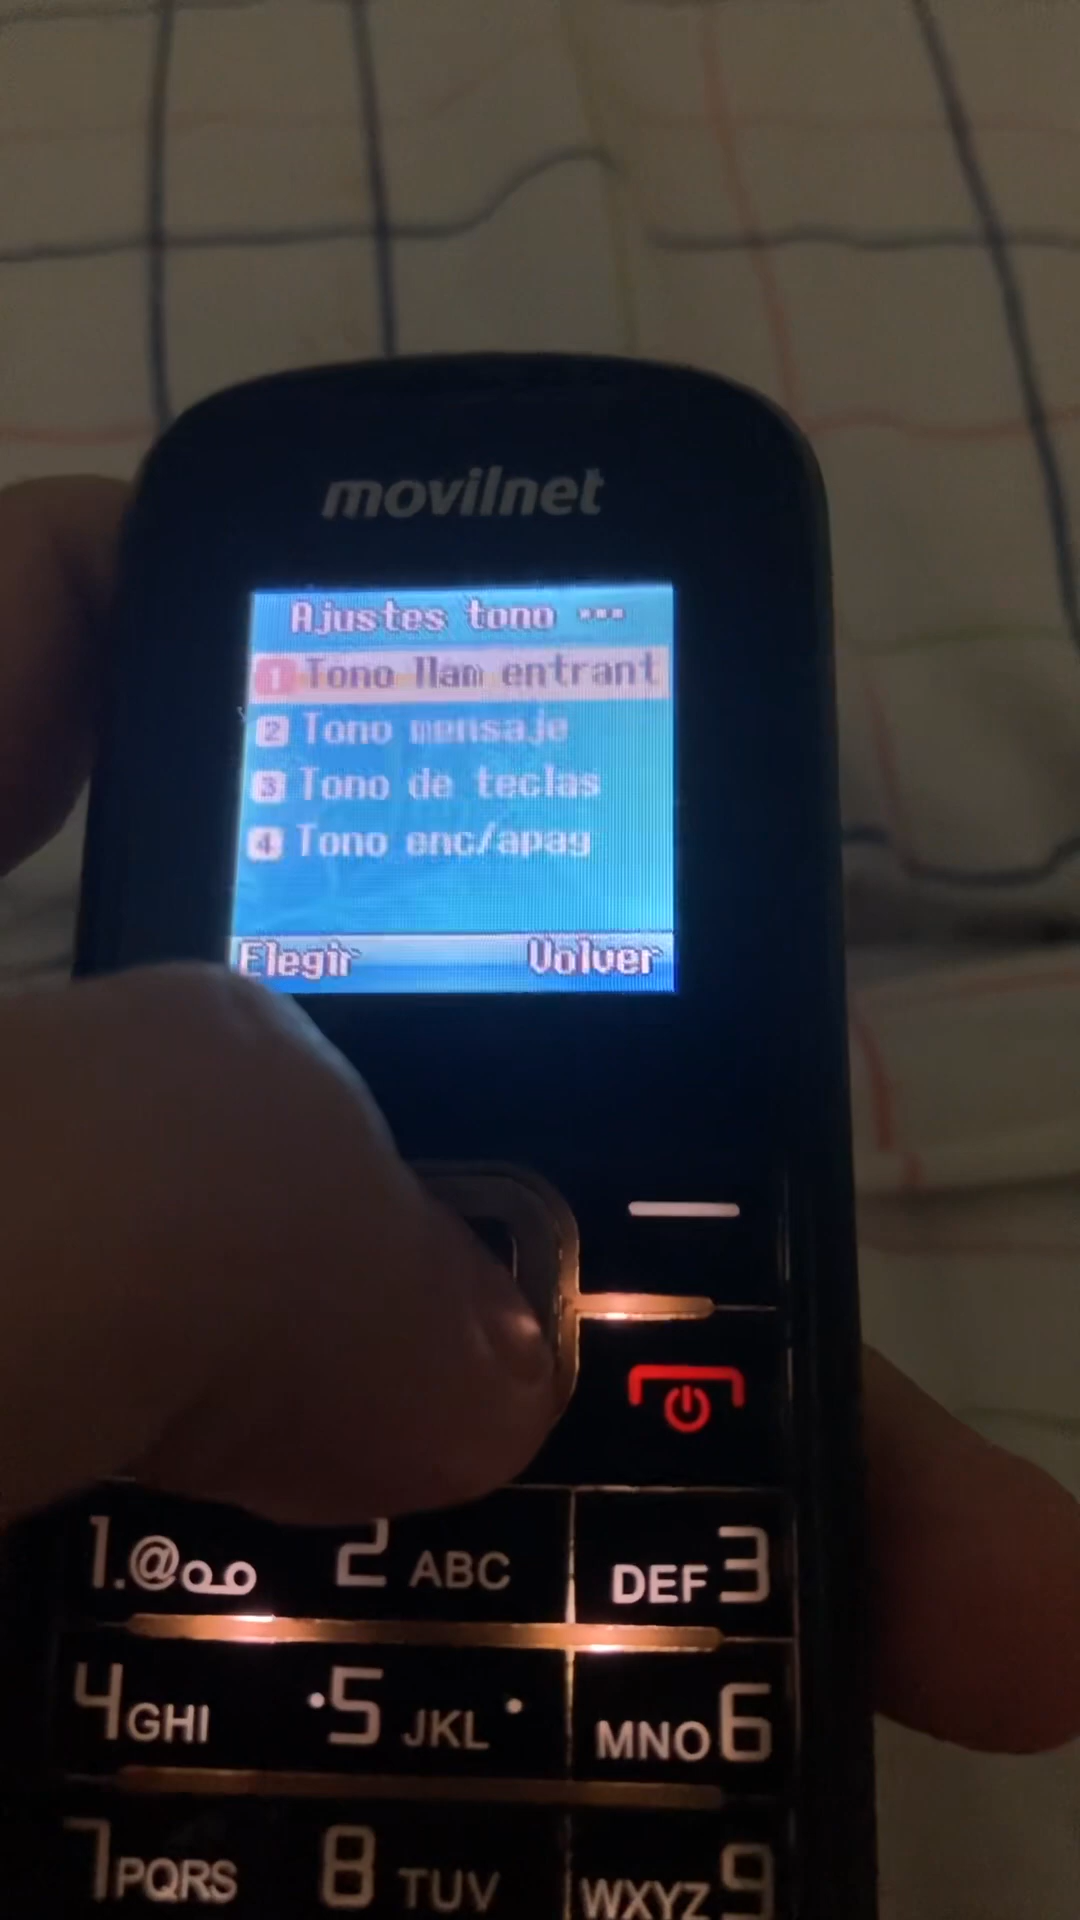 movilnet
Ajustes tono ...
1 Tono llam entrant
2 Tono mensaje
3 Tono de teclas
4 Tono enc/apag
Elegir Volver
1.@ 2 ABC DEF 3
4 GHI 5 JKL MNO 6
7 PQRS 8 TUV WXYZ 9